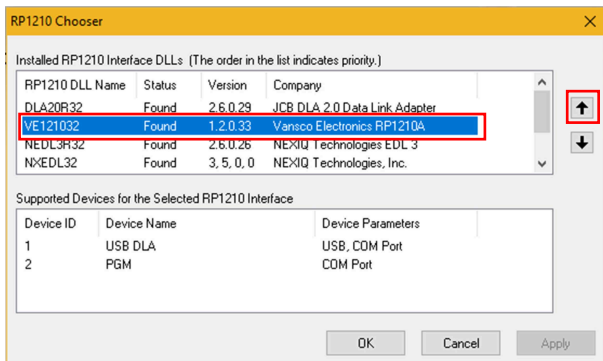 RP1210 Chooser
Installed RP1210 Interface DLLs (The order in the list indicates priority.)
RP1210 DLL Name Status Version Company
DLA20R32 Found 2.6.0.29 JCB DLA 2.0 Data Link Adapter
VE121032 Found 1.2.0.33 Vansco Electronics RP1210A
NEDL3R32 Found 2.6.0.26 NEXIQ Technologies EDL 3
NXEDL32 Found 3, 5, 0, 0 NEXIQ Technologies, Inc.
Supported Devices for the Selected RP1210 Interface
Device ID Device Name Device Parameters
1 USB DLA USB, COM Port
2 PGM COM Port
OK Cancel Apply